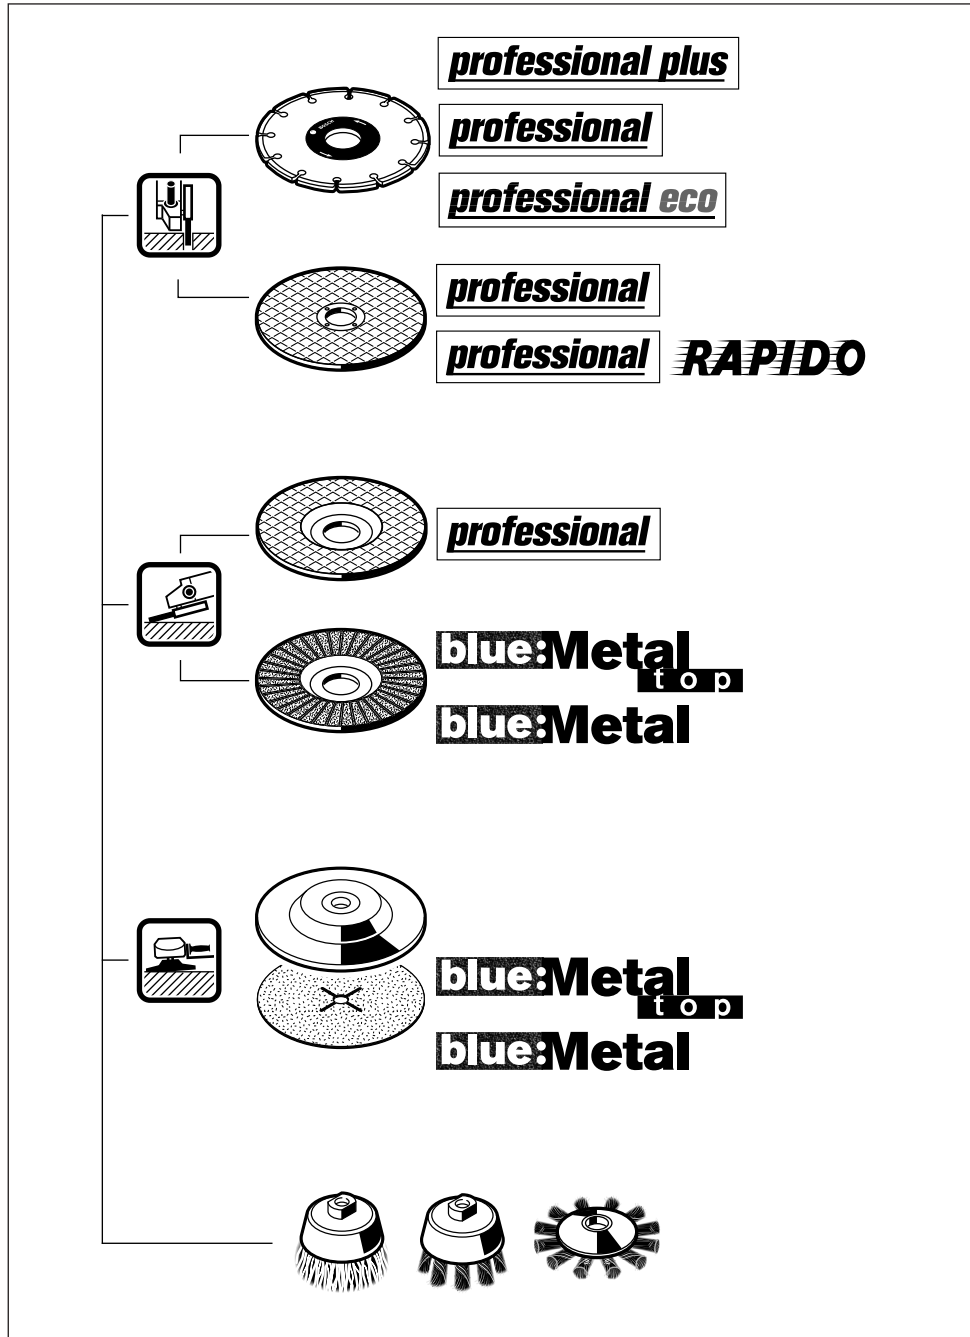 professional plus
BOSCH
professional
professional eco
professional
professional RAPIDO
professional
blue:Metal
top
blue:Metal
blue:Metal
top
blue:Metal